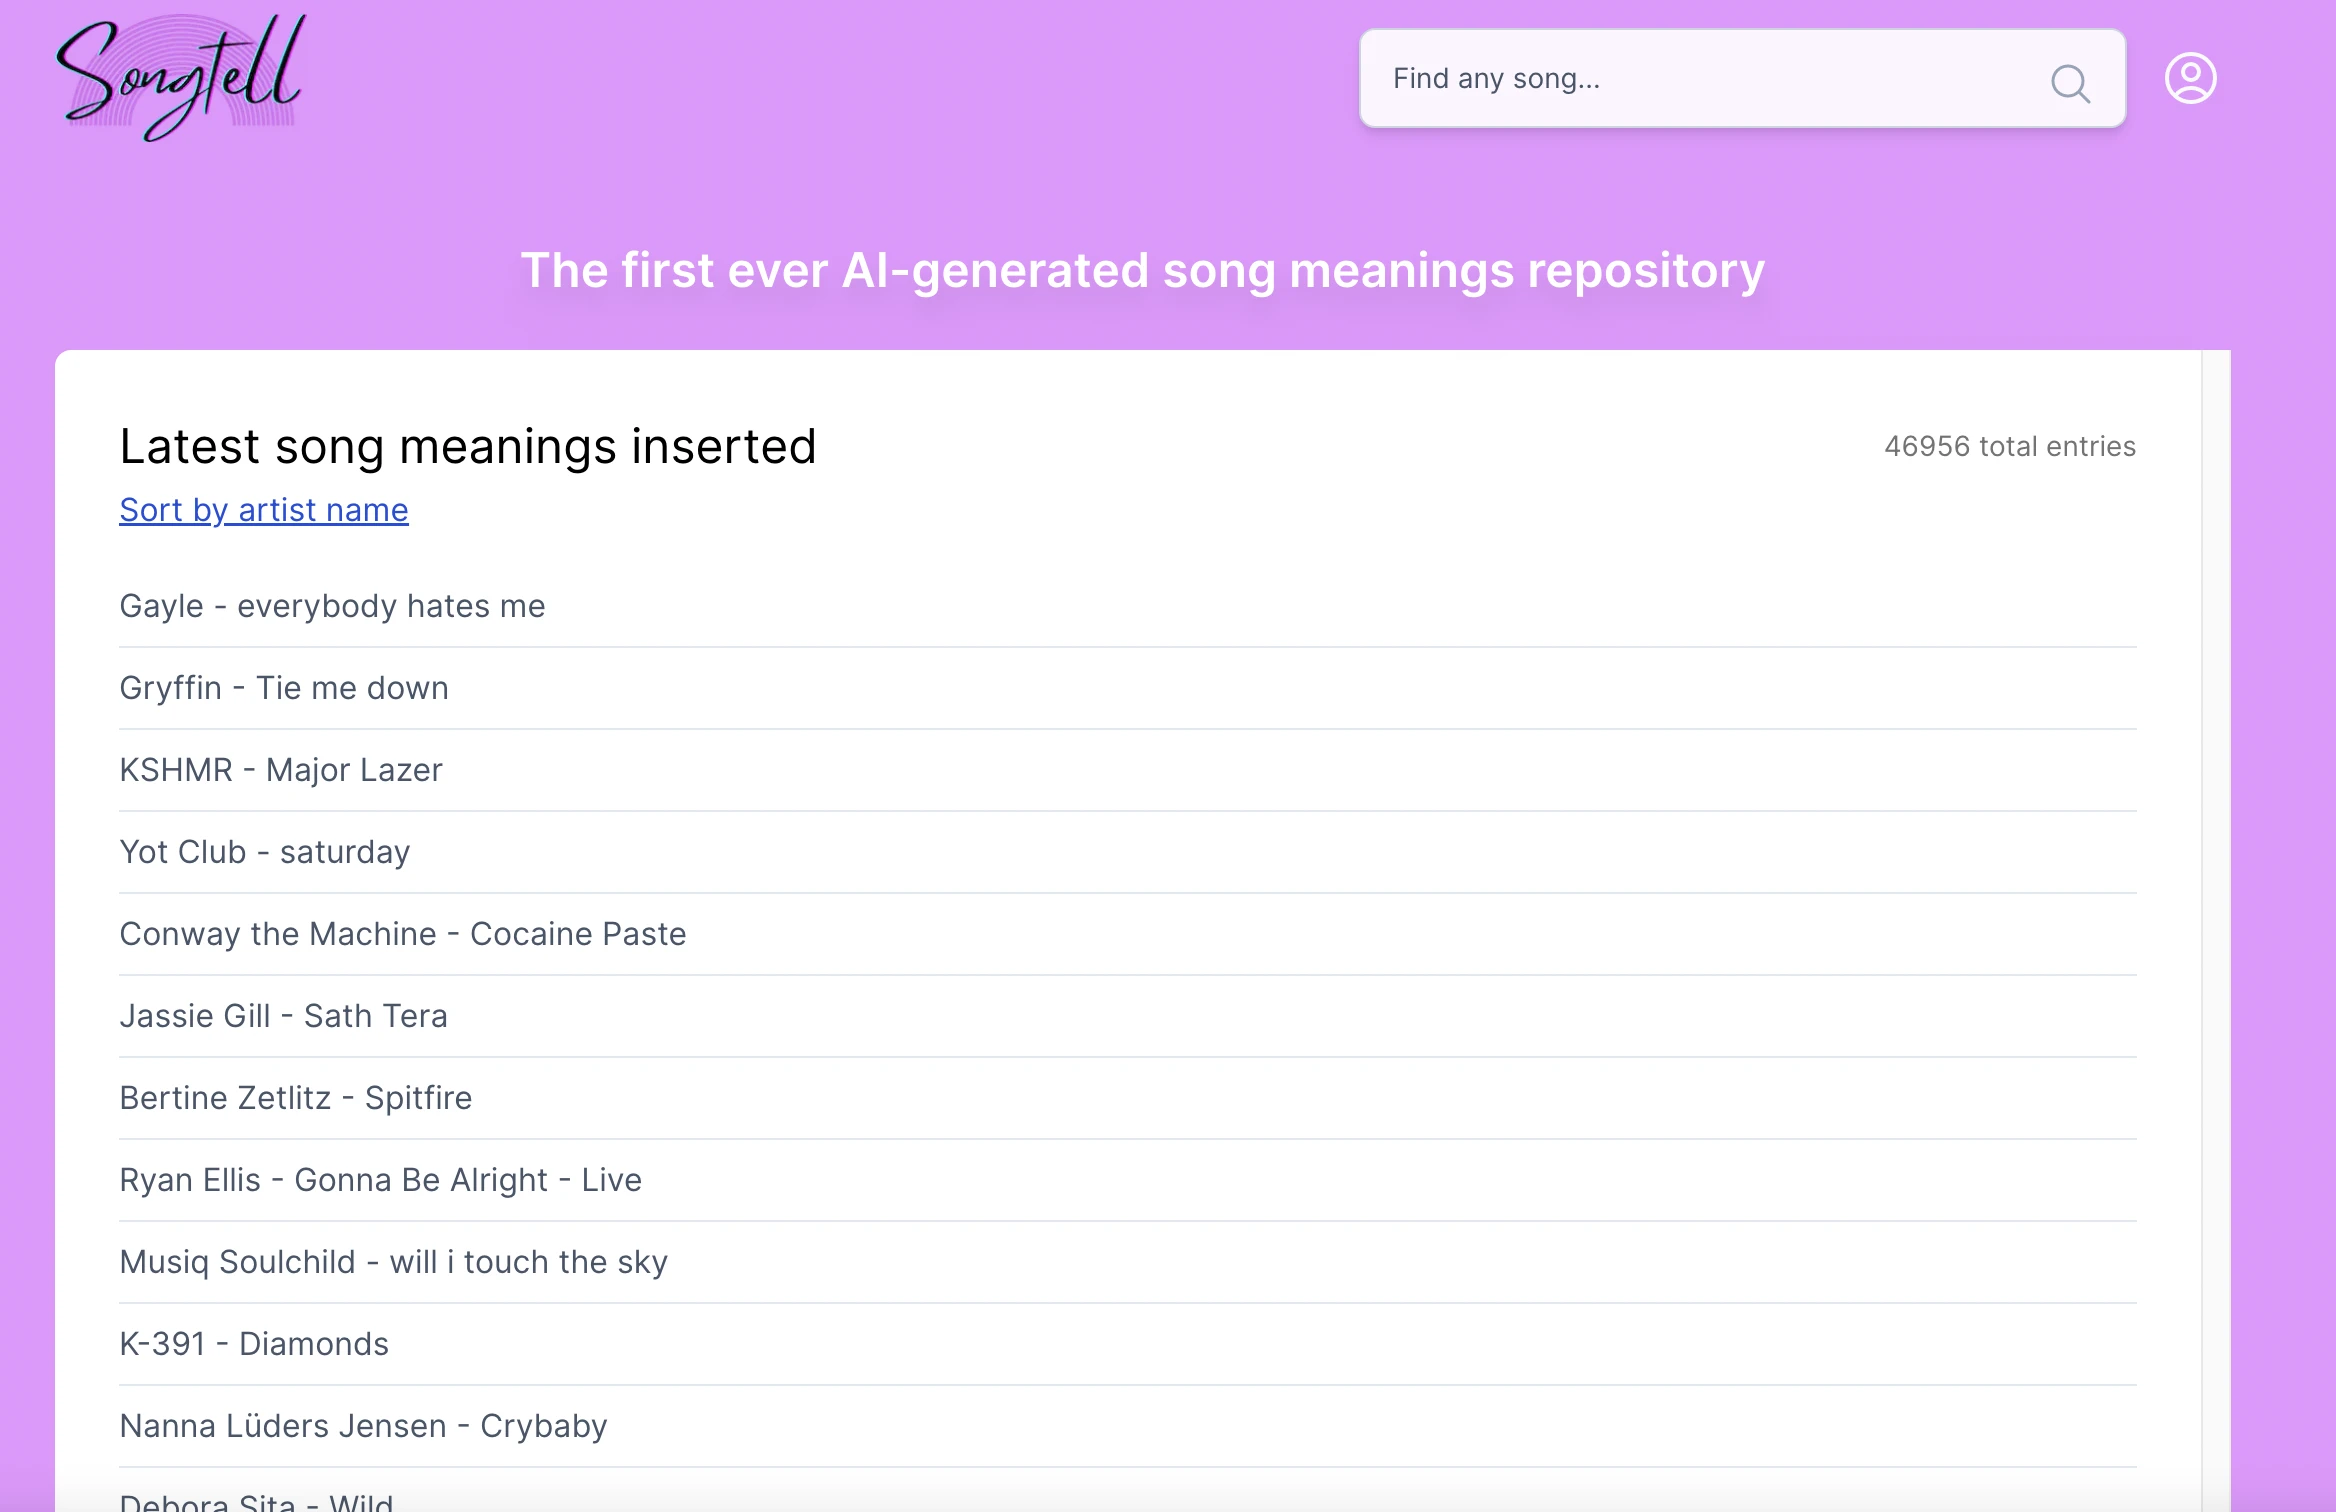 Songtell
Find any song...
The first ever AI-generated song meanings repository
Latest song meanings inserted
46956 total entries
Sort by artist name
Gayle - everybody hates me
Gryffin - Tie me down
KSHMR - Major Lazer
Yot Club - saturday
Conway the Machine - Cocaine Paste
Jassie Gill - Sath Tera
Bertine Zetlitz - Spitfire
Ryan Ellis - Gonna Be Alright - Live
Musiq Soulchild - will i touch the sky
K-391 - Diamonds
Nanna Lüders Jensen - Crybaby
Debora Sita - Wild